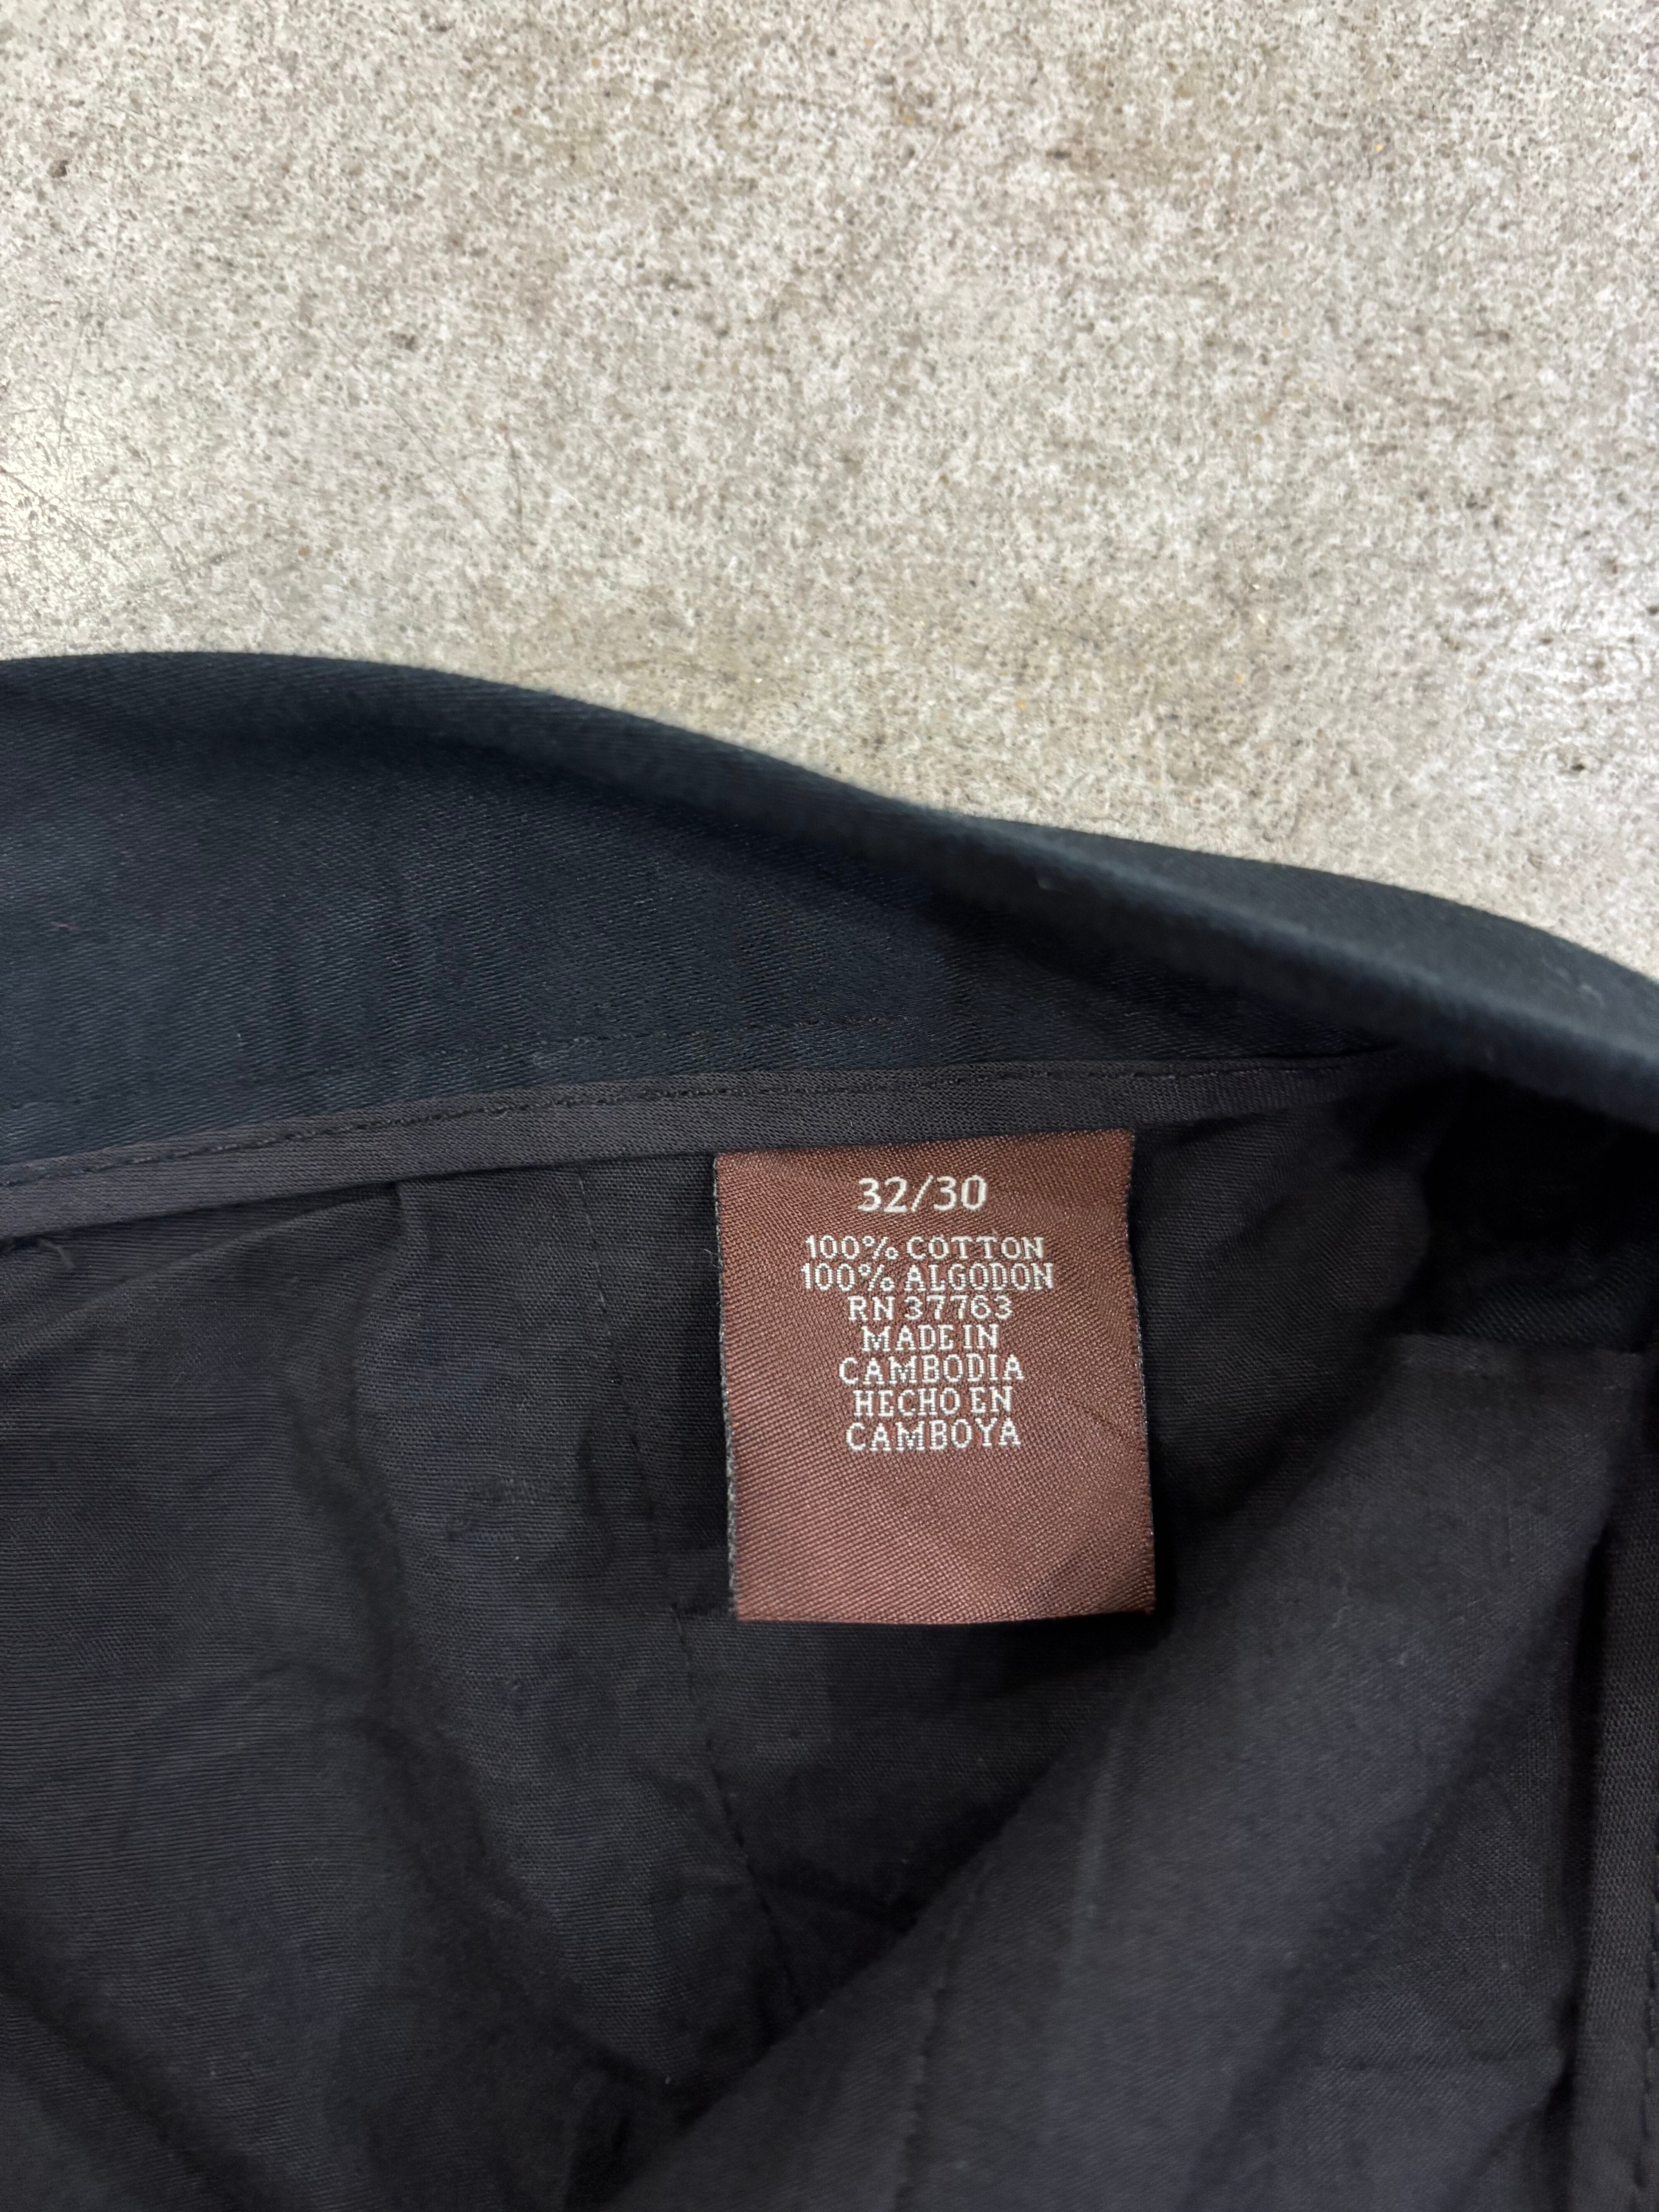 32/30
100% COTTON
100% ALGODON
RN 37763
MADE IN
CAMBODIA
HECHO EN
CAMBOYA